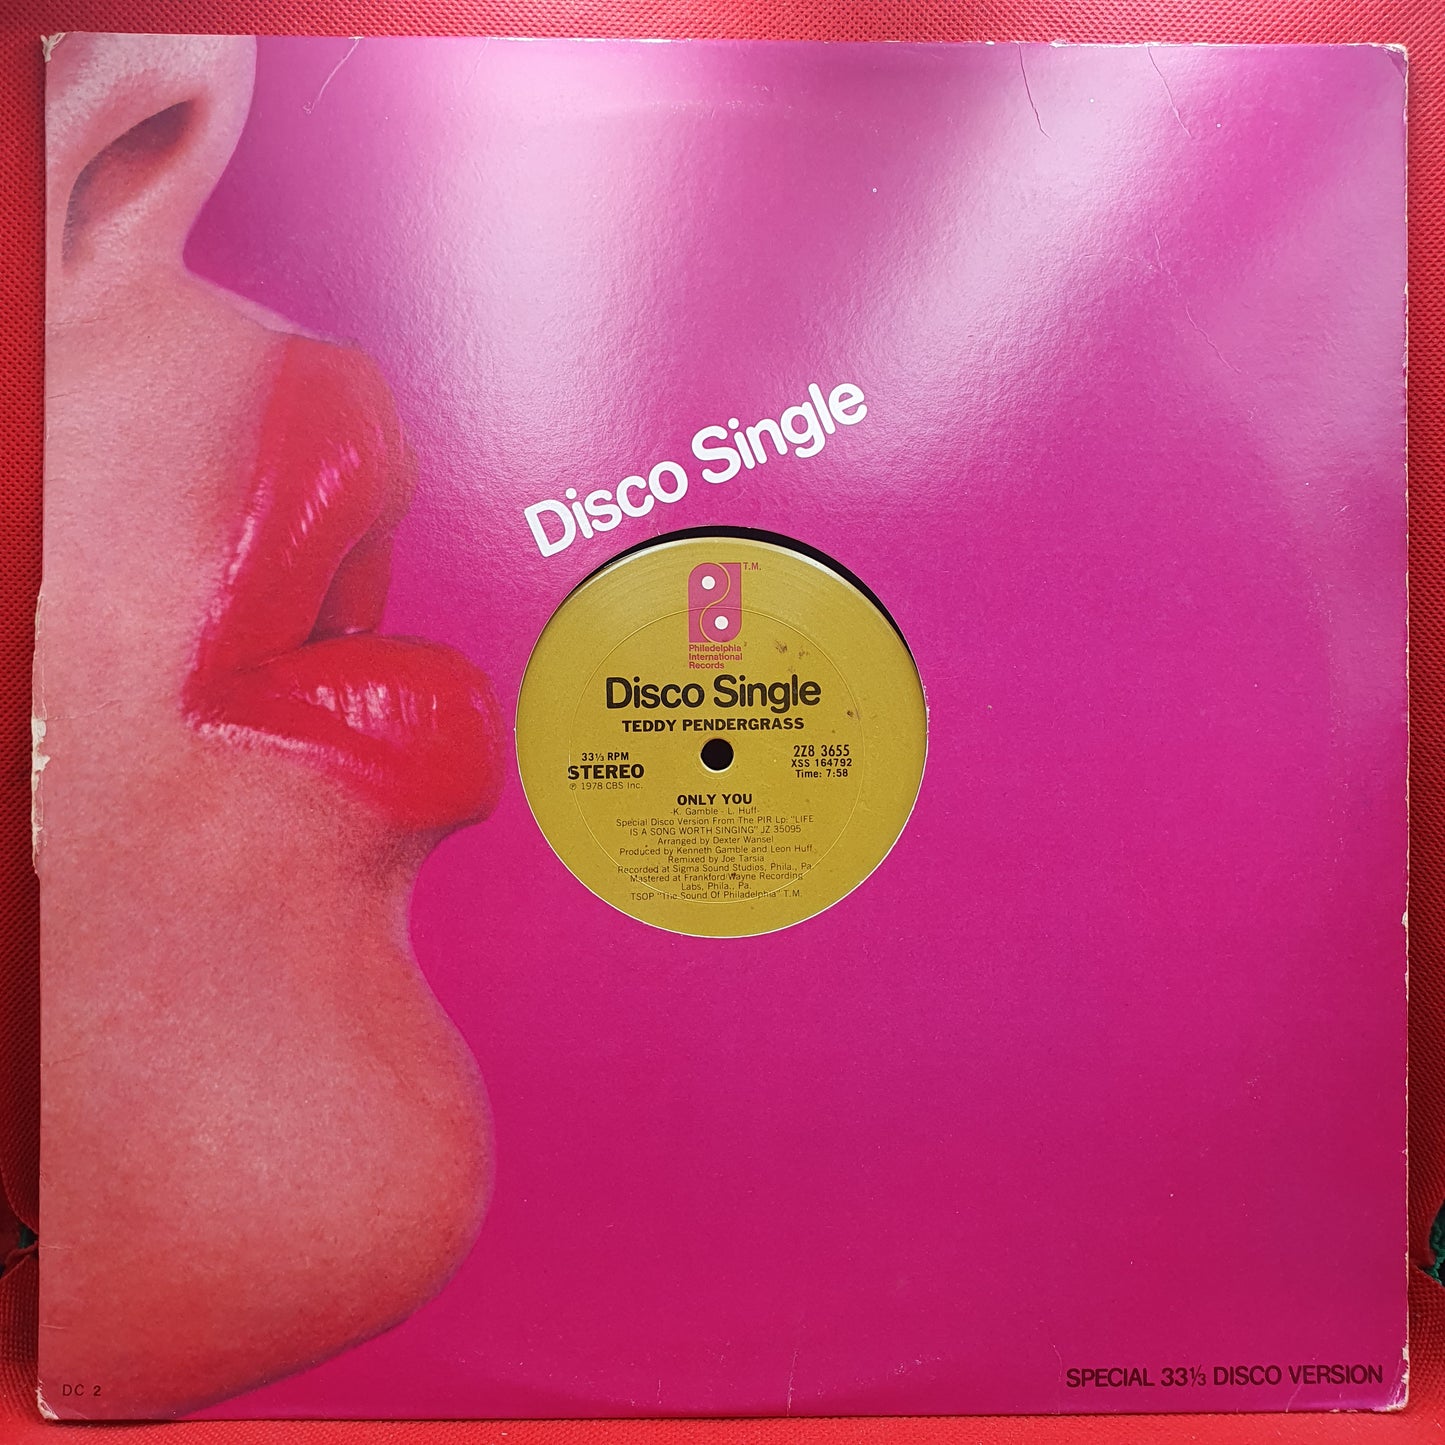 Disco Single
T.M.
Philadelphia
International
Records
Disco Single
TEDDY PENDERGRASS
33⅓ RPM
STEREO
℗ 1978 CBS Inc.
2Z8 3655
XSS 164792
Time: 7:58
ONLY YOU
-K. Gamble - L. Huff-
Special Disco Version From The PIR Lp: "LIFE
IS A SONG WORTH SINGING" JZ 35095
Arranged by Dexter Wansel
Produced by Kenneth Gamble and Leon Huff
Remixed by Joe Tarsia
Recorded at Sigma Sound Studios, Phila., Pa.
Mastered at Frankford/Wayne Recording
Labs, Phila., Pa.
TSOP "The Sound Of Philadelphia" T.M.
DC 2
SPECIAL 33⅓ DISCO VERSION